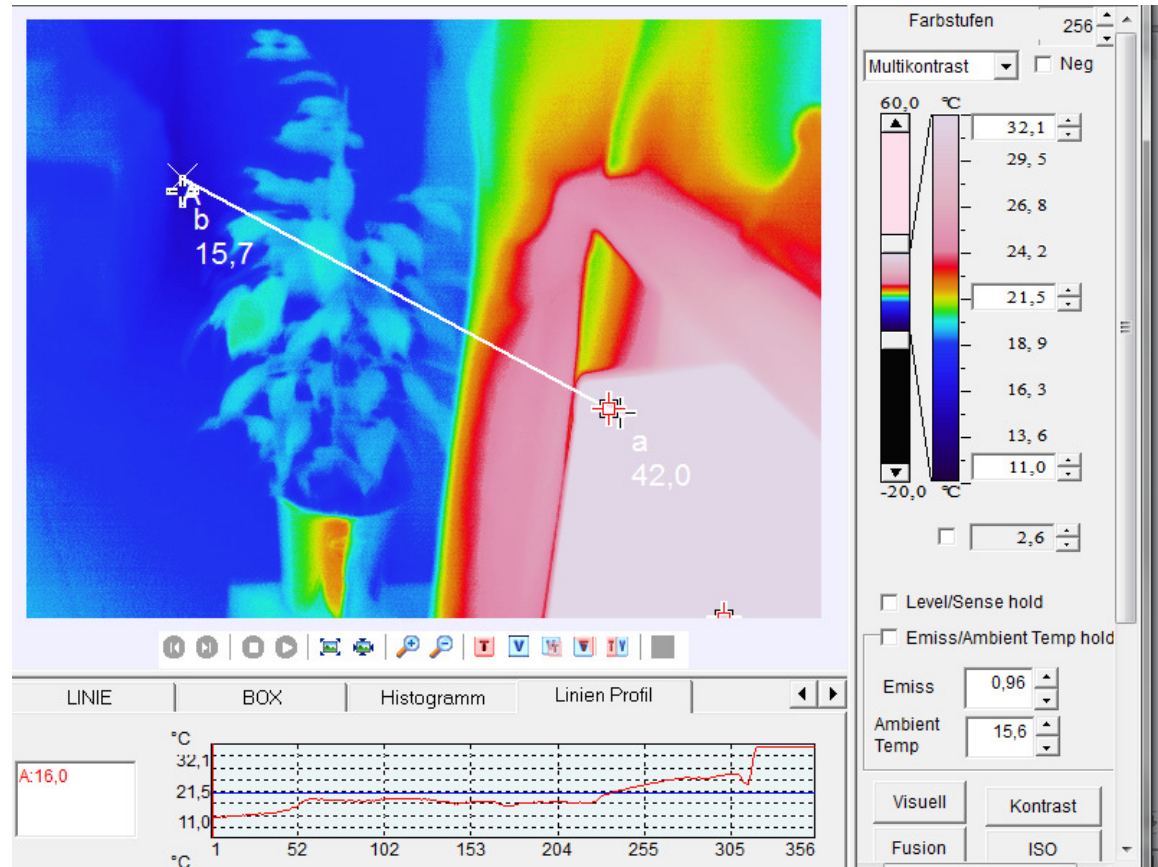 Farbstufen 256
Multikontrast Neg
60,0 °C
32,1
29, 5
26, 8
24, 2
21,5
18, 9
16, 3
13, 6
11,0
-20,0 °C
2,6
Level/Sense hold
Emiss/Ambient Temp hold
Emiss 0,96
Ambient Temp 15,6
Visuell Kontrast
Fusion ISO
A
b
15,7
a
42,0
T V VT T TV
LINIE BOX Histogramm Linien Profil
A:16,0
°C
32,1
21,5
11,0
1 52 102 153 204 255 305 356
°C